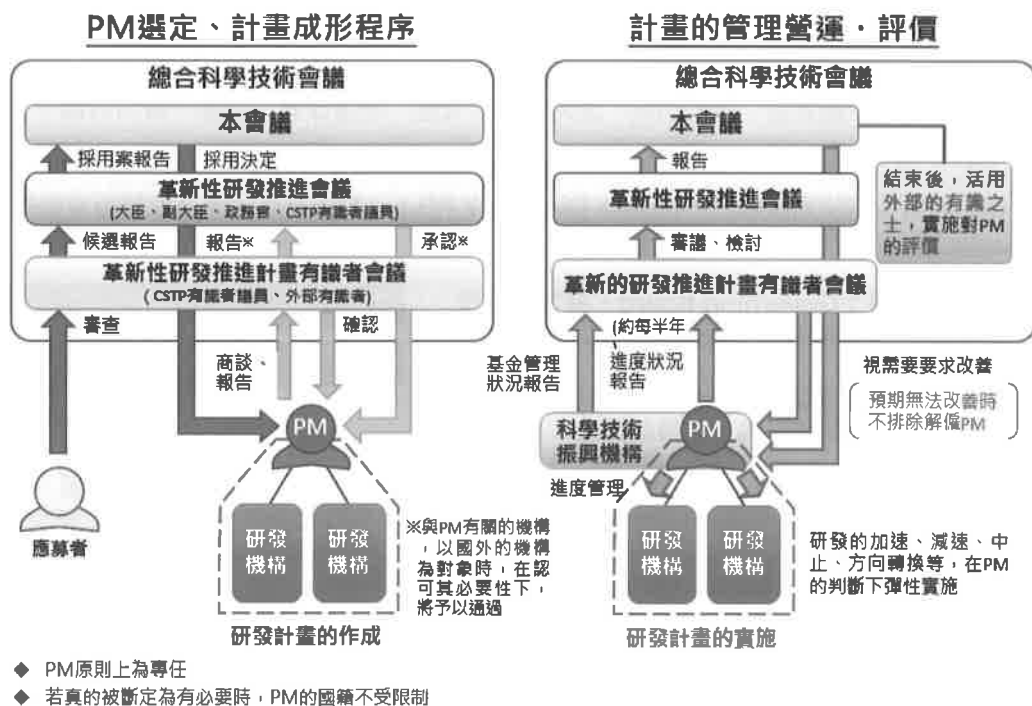 PM選定、計畫成形程序
總合科學技術會議
本會議
採用案報告
採用決定
革新性研發推進會議
(大臣、副大臣、政務官、CSTP有識者議員)
候選報告
報告※
承認※
革新性研發推進計畫有識者會議
(CSTP有識者議員、外部有識者)
審查
確認
商談、
報告
PM
應募者
研發
機構
研發
機構
※與PM有關的機構
，以國外的機構
為對象時，在認
可其必要性下，
將予以通過
研發計畫的作成
計畫的管理營運．評價
總合科學技術會議
本會議
報告
革新性研發推進會議
審議、檢討
革新的研發推進計畫有識者會議
結束後，活用
外部的有識之
士，實施對PM
的評價
基金管理
狀況報告
(約每半年
進度狀況
報告
視需要要求改善
預期無法改善時
不排除解僱PM
科學技術
振興機構
PM
進度管理
研發
機構
研發
機構
研發的加速、減速、中
止、方向轉換等，在PM
的判斷下彈性實施
研發計畫的實施
◆ PM原則上為專任
◆ 若真的被斷定為有必要時，PM的國籍不受限制